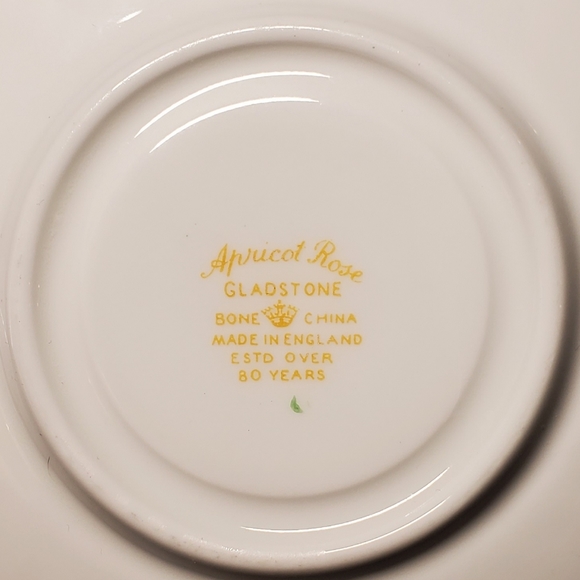 Apricot Rose
GLADSTONE
BONE CHINA
MADE IN ENGLAND
ESTD OVER
80 YEARS